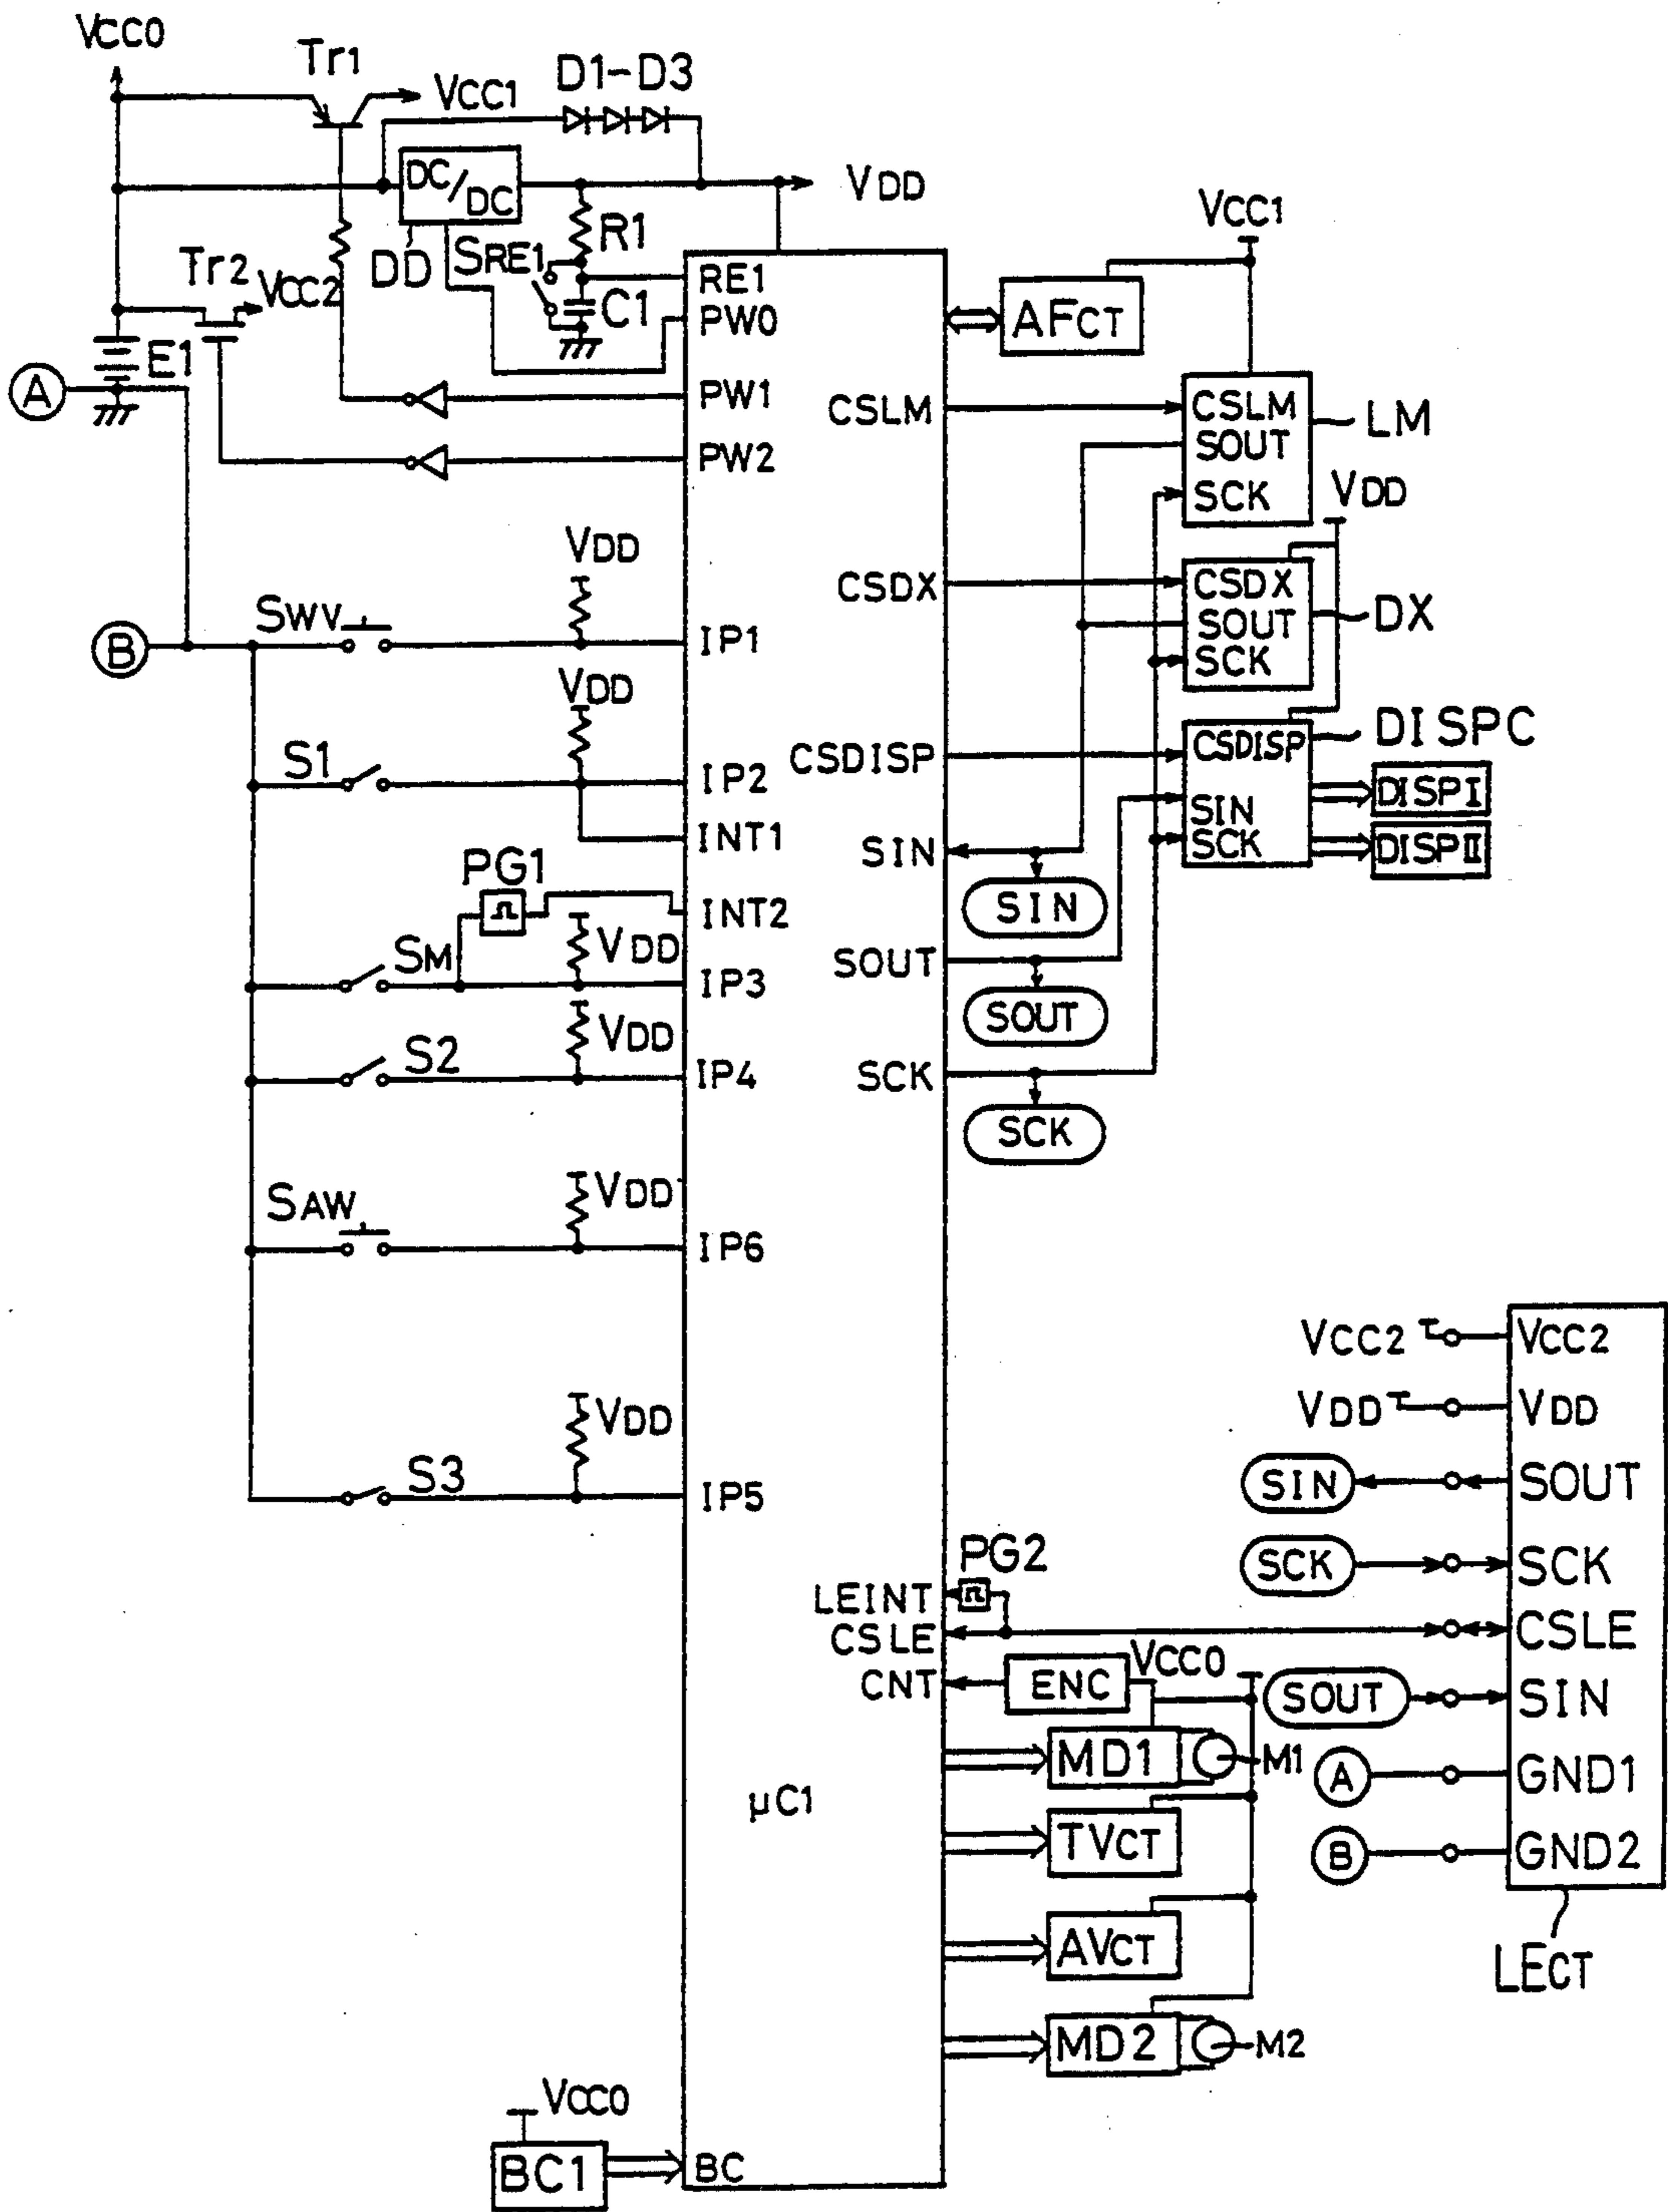 VCC0
Tr1
VCC1
D1-D3
DC/DC
VDD
DD
SRE1
R1
C1
Tr2
VCC2
E1
A
RE1
PW0
PW1
PW2
VCC1
AFCT
CSLM
CSLM
SOUT
SCK
LM
VDD
B
SWV
VDD
IP1
CSDX
CSDX
SOUT
SCK
DX
S1
VDD
IP2
INT1
CSDISP
CSDISP
SIN
SCK
DISPC
DISPI
DISPII
SIN
SIN
PG1
INT2
SM
VDD
IP3
SOUT
SOUT
S2
VDD
IP4
SCK
SCK
SAW
VDD
IP6
S3
VDD
IP5
VCC2
VCC2
VDD
VDD
SIN
SOUT
SCK
SCK
CSLE
SOUT
SIN
A
GND1
B
GND2
LECT
PG2
LEINT
CSLE
CNT
ENC
VCC0
MD1
M1
μC1
TVCT
AVCT
MD2
M2
VCC0
BC1
BC